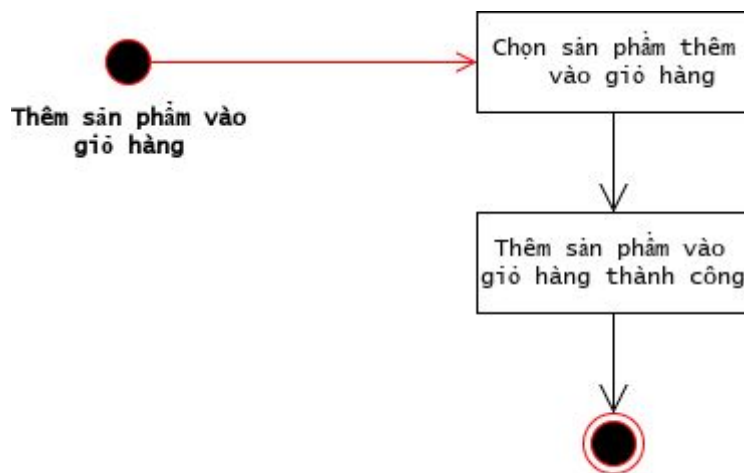 Chọn sản phẩm thêm
vào giỏ hàng
Thêm sản phẩm vào
giỏ hàng
Thêm sản phẩm vào
giỏ hàng thành công